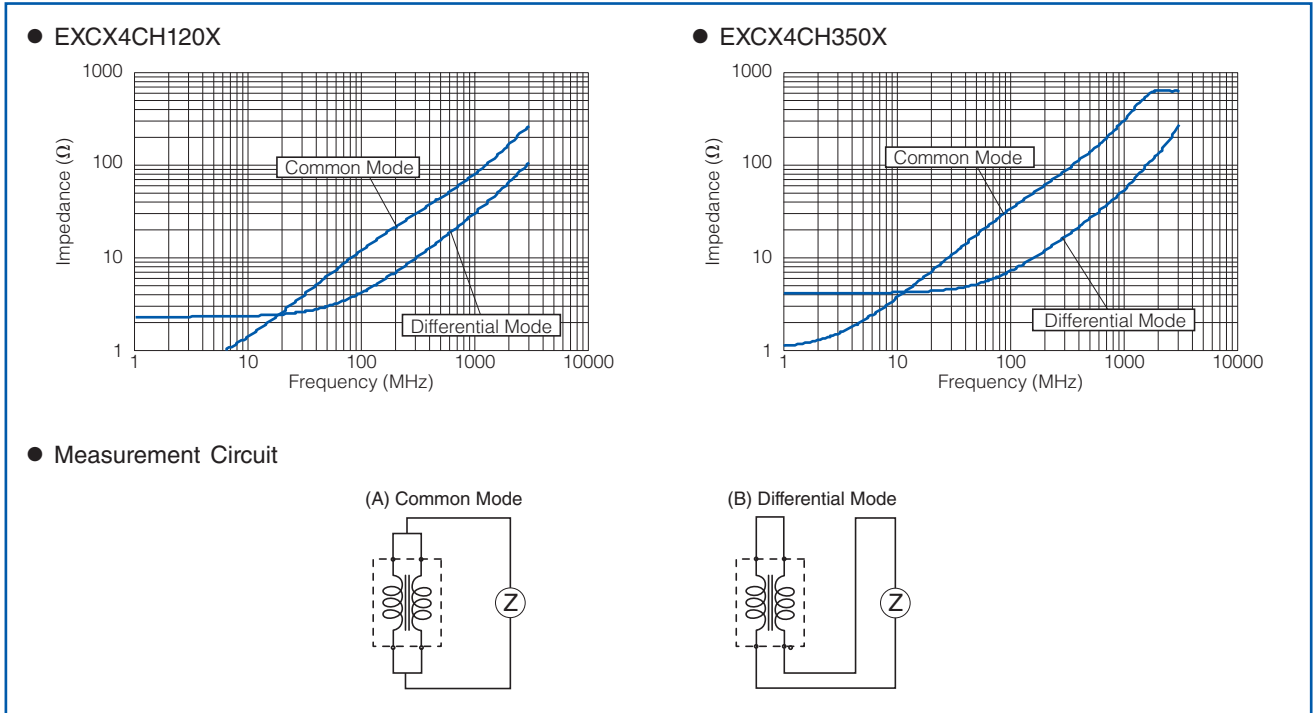 ● EXCX4CH120X
1000
100
10
1
Impedance (Ω)
Common Mode
Differential Mode
1 10 100 1000 10000
Frequency (MHz)
● EXCX4CH350X
1000
100
10
1
Impedance (Ω)
Common Mode
Differential Mode
1 10 100 1000 10000
Frequency (MHz)
● Measurement Circuit
(A) Common Mode
Z
(B) Differential Mode
Z